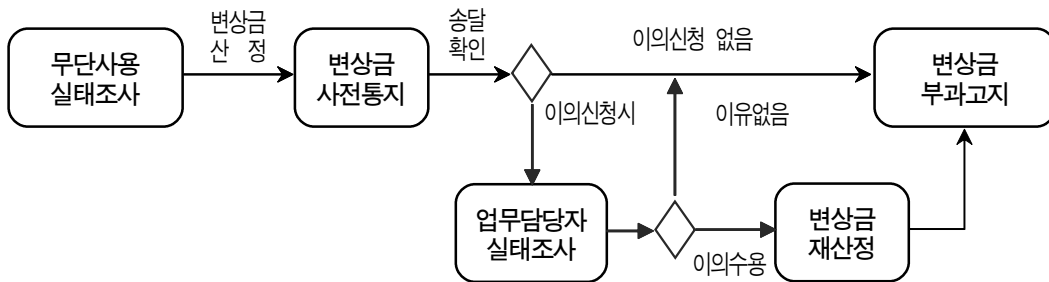 무단사용
실태조사
변상금
산 정
변상금
사전통지
송달
확인
이의신청 없음
변상금
부과고지
이의신청시
이유없음
업무담당자
실태조사
이의수용
변상금
재산정